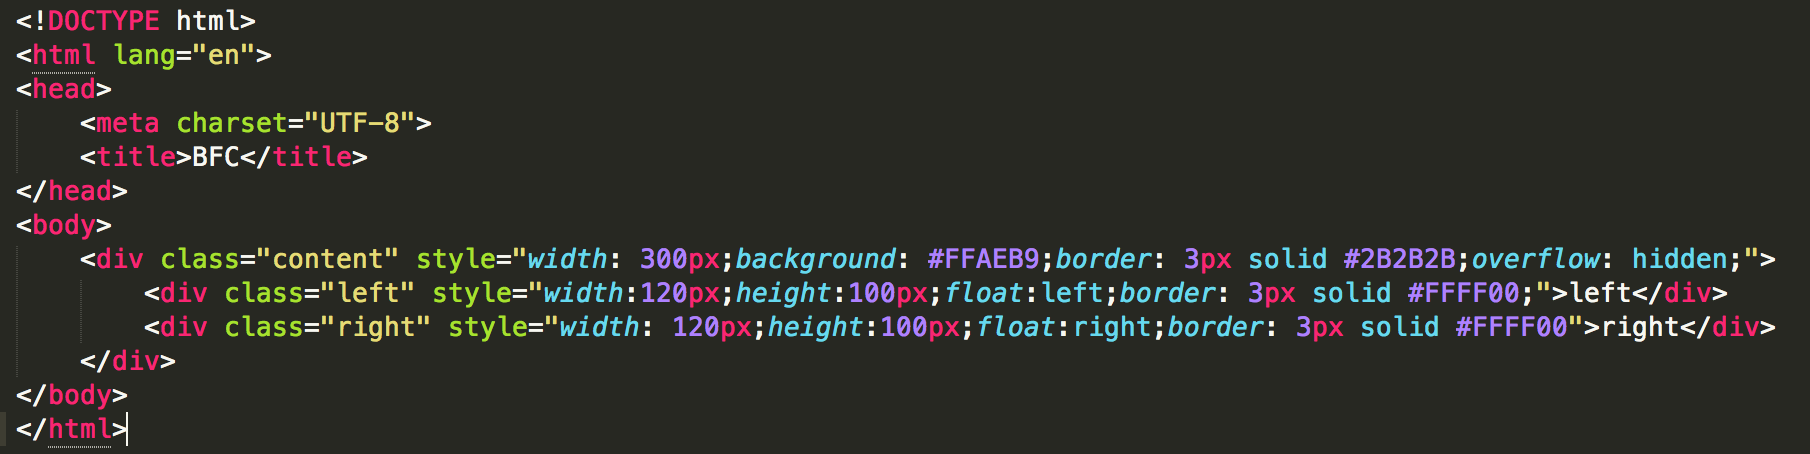 <!DOCTYPE html>
<html lang="en">
<head>
    <meta charset="UTF-8">
    <title>BFC</title>
</head>
<body>
    <div class="content" style="width: 300px;background: #FFAEB9;border: 3px solid #2B2B2B;overflow: hidden;">
        <div class="left" style="width:120px;height:100px;float:left;border: 3px solid #FFFF00;">left</div>
        <div class="right" style="width: 120px;height:100px;float:right;border: 3px solid #FFFF00">right</div>
    </div>
</body>
</html>